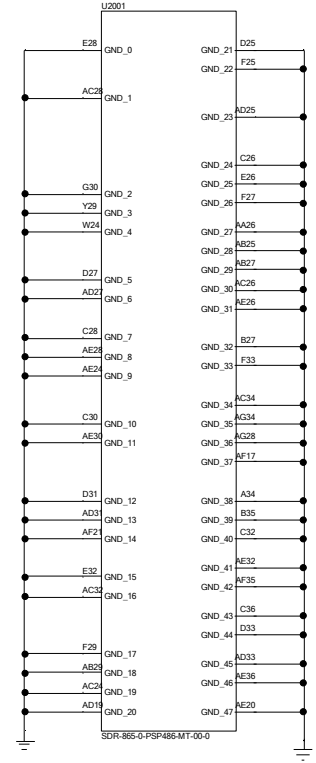 U2001
E28 GND_0 GND_21 D25
GND_22 F25
AC28 GND_1
GND_23 AD25
GND_24 C26
GND_25 E26
G30 GND_2
GND_26 F27
Y29 GND_3
W24 GND_4 GND_27 AA26
GND_28 AB25
GND_29 AB27
D27 GND_5
GND_30 AC26
AD27 GND_6
GND_31 AE26
C28 GND_7
GND_32 B27
AE28 GND_8
GND_33 F33
AE24 GND_9
GND_34 AC34
C30 GND_10 GND_35 AG34
AE30 GND_11 GND_36 AG28
GND_37 AF17
D31 GND_12 GND_38 A34
AD31 GND_13 GND_39 B35
AF21 GND_14 GND_40 C32
GND_41 AE32
E32 GND_15
GND_42 AF35
AC32 GND_16
GND_43 C36
GND_44 D33
F29 GND_17
GND_45 AD33
AB29 GND_18
GND_46 AE36
AC24 GND_19
AD19 GND_20 GND_47 AE20
SDR-865-0-PSP486-MT-00-0